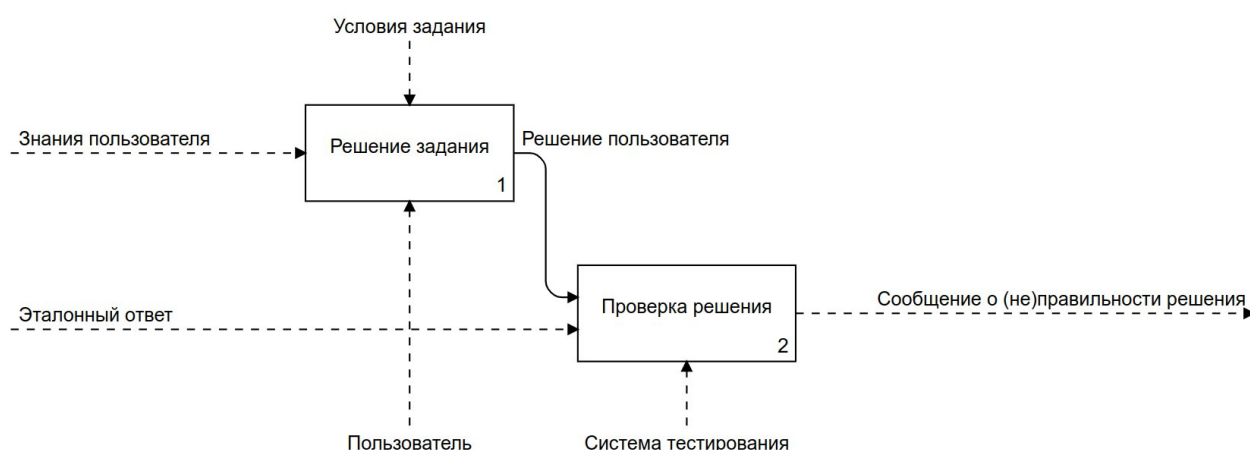 Условия задания
Знания пользователя
Решение задания
1
Решение пользователя
Эталонный ответ
Проверка решения
2
Сообщение о (не)правильности решения
Пользователь
Система тестирования